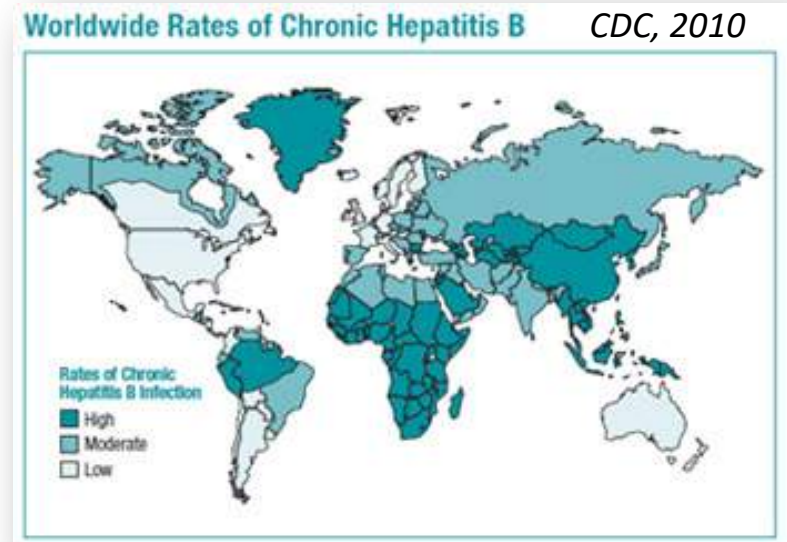 Worldwide Rates of Chronic Hepatitis B CDC, 2010
Rates of Chronic
Hepatitis B Infection
High
Moderate
Low